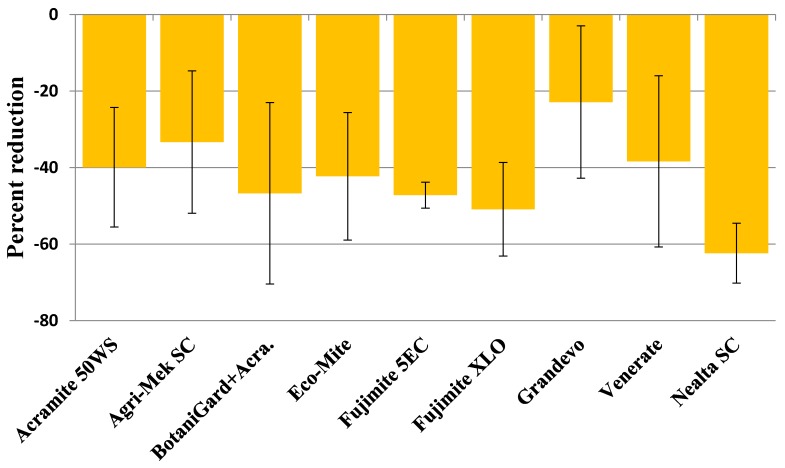 Percent reduction
0
-20
-40
-60
-80
Acramite 50WS
Agri-Mek SC
BotaniGard+Acra.
Eco-Mite
Fujimite 5EC
Fujimite XLO
Grandevo
Venerate
Nealta SC